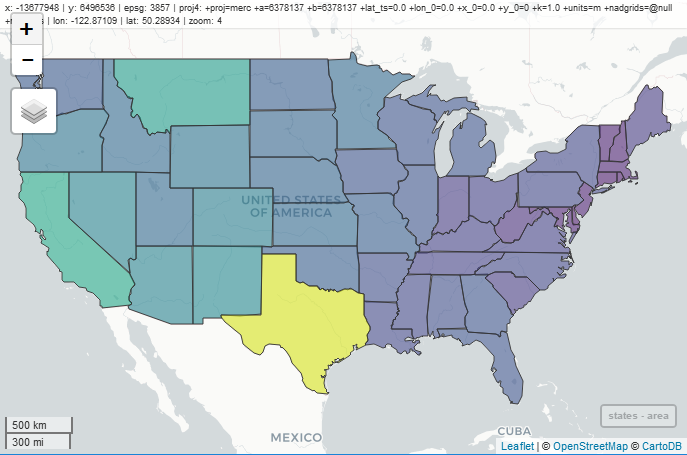 x: -13677948 | y: 6496536 | epsg: 3857 | proj4: +proj=merc +a=6378137 +b=6378137 +lat_ts=0.0 +lon_0=0.0 +x_0=0.0 +y_0=0 +k=1.0 +units=m +nadgrids=@null
| lon: -122.87109 | lat: 50.28934 | zoom: 4
+
−
UNITED STATES
OF AMERICA
states - area
500 km
300 mi
MEXICO
CUBA
Leaflet | © OpenStreetMap © CartoDB